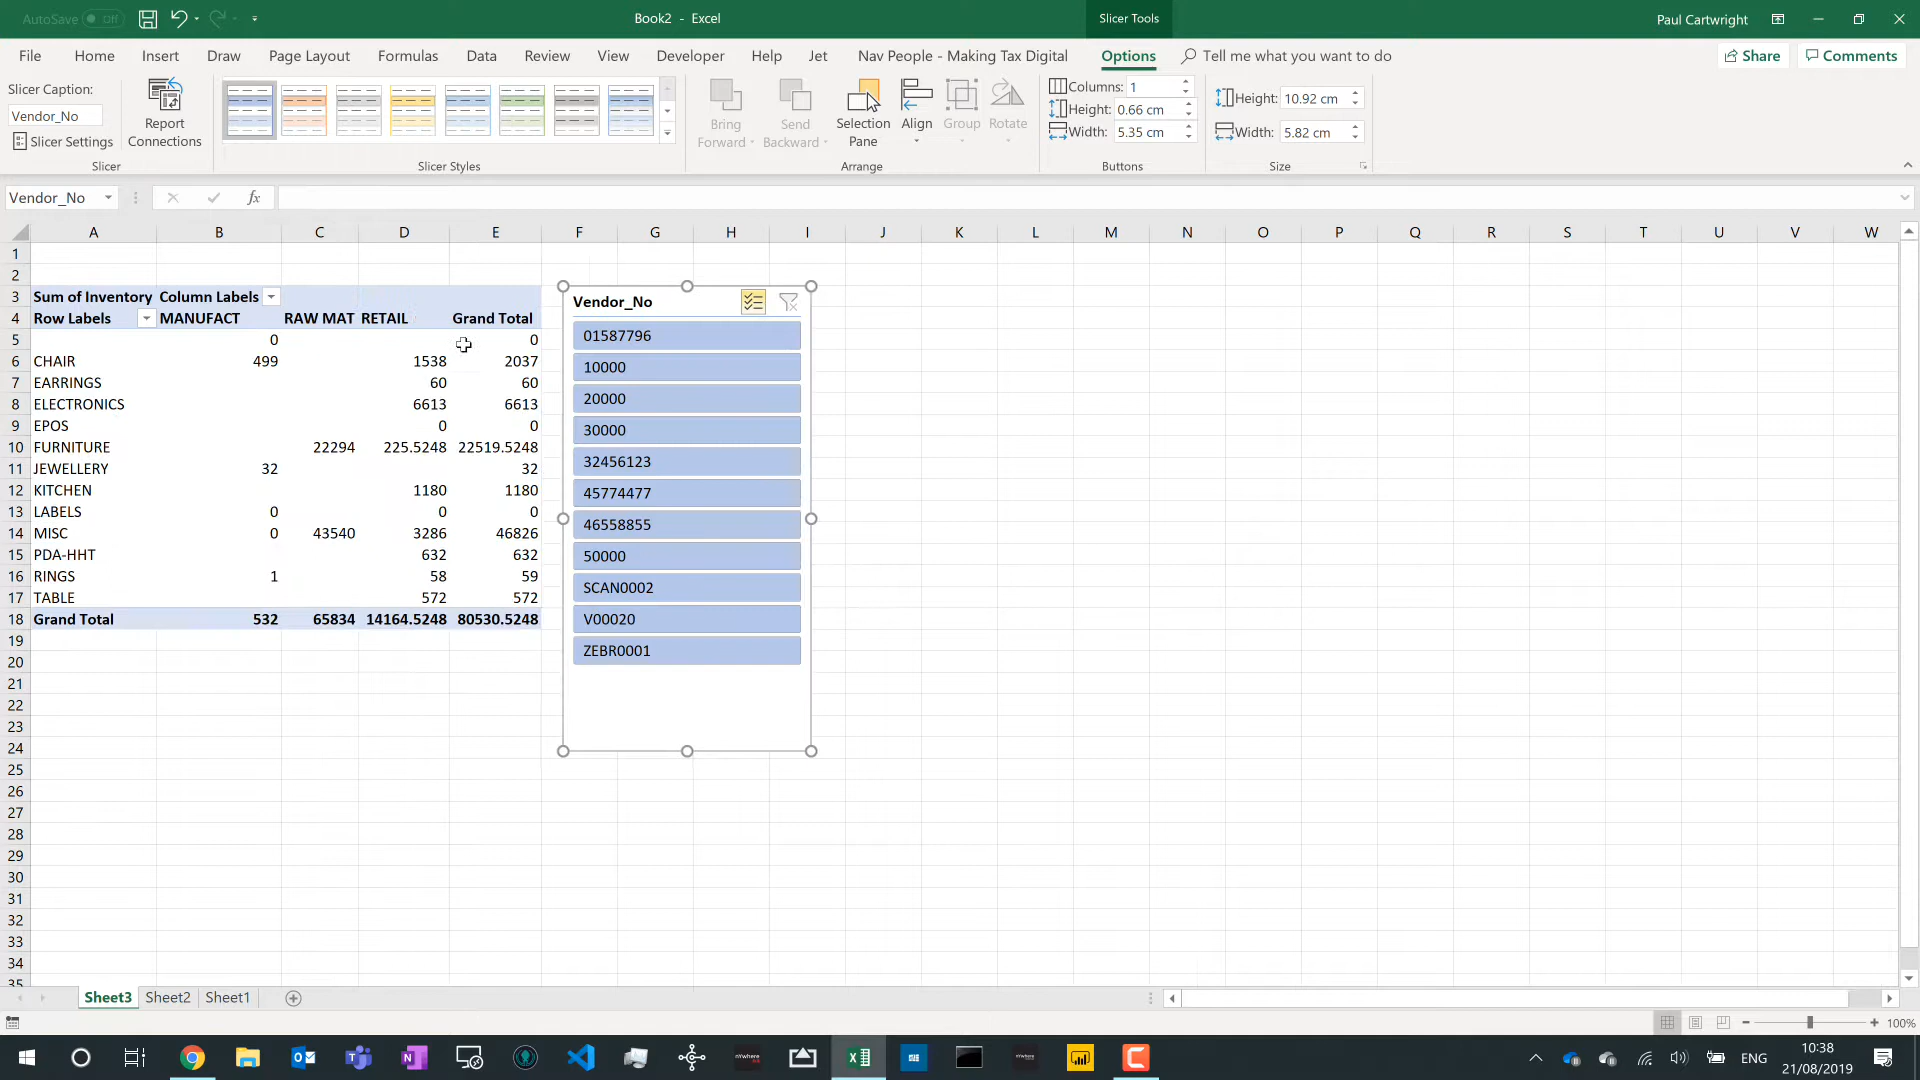 AutoSave Off
Book2 - Excel
Slicer Tools
Paul Cartwright
File Home Insert Draw Page Layout Formulas Data Review View Developer Help Jet Nav People - Making Tax Digital Options Tell me what you want to do Share Comments
Slicer Caption:
Vendor_No
Slicer Settings
Report Connections
Slicer
Slicer Styles
Bring Forward
Send Backward
Selection Pane
Align
Group
Rotate
Arrange
Columns: 1
Height: 0.66 cm
Width: 5.35 cm
Buttons
Height: 10.92 cm
Width: 5.82 cm
Size
Vendor_No fx
A B C D E F G H I J K L M N O P Q R S T U V W
1
2
3 Sum of Inventory Column Labels
4 Row Labels MANUFACT RAW MAT RETAIL Grand Total
5 0 0
6 CHAIR 499 1538 2037
7 EARRINGS 60 60
8 ELECTRONICS 6613 6613
9 EPOS 0 0
10 FURNITURE 22294 225.5248 22519.5248
11 JEWELLERY 32 32
12 KITCHEN 1180 1180
13 LABELS 0 0 0
14 MISC 0 43540 3286 46826
15 PDA-HHT 632 632
16 RINGS 1 58 59
17 TABLE 572 572
18 Grand Total 532 65834 14164.5248 80530.5248
19
20
21
22
23
24
25
26
27
28
29
30
31
32
33
34
35
Vendor_No
01587796
10000
20000
30000
32456123
45774477
46558855
50000
SCAN0002
V00020
ZEBR0001
Sheet3 Sheet2 Sheet1
100%
ENG
10:38
21/08/2019